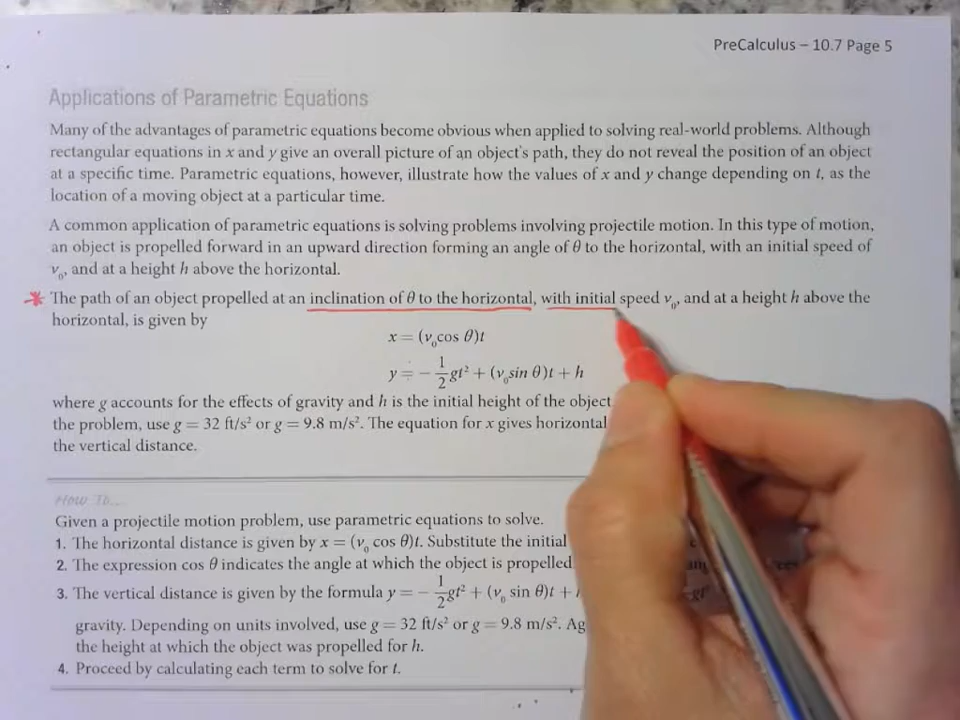 PreCalculus – 10.7 Page 5
Applications of Parametric Equations
Many of the advantages of parametric equations become obvious when applied to solving real-world problems. Although
rectangular equations in x and y give an overall picture of an object's path, they do not reveal the position of an object
at a specific time. Parametric equations, however, illustrate how the values of x and y change depending on t, as the
location of a moving object at a particular time.
A common application of parametric equations is solving problems involving projectile motion. In this type of motion,
an object is propelled forward in an upward direction forming an angle of θ to the horizontal, with an initial speed of
v₀, and at a height h above the horizontal.
* The path of an object propelled at an inclination of θ to the horizontal, with initial speed v₀, and at a height h above the
horizontal, is given by
x = (v₀cos θ)t
y = − 1/2 gt² + (v₀sin θ)t + h
where g accounts for the effects of gravity and h is the initial height of the object
the problem, use g = 32 ft/s² or g = 9.8 m/s². The equation for x gives horizontal
the vertical distance.
How To...
Given a projectile motion problem, use parametric equations to solve.
1. The horizontal distance is given by x = (v₀ cos θ)t. Substitute the initial
2. The expression cos θ indicates the angle at which the object is propelled
3. The vertical distance is given by the formula y = − 1/2 gt² + (v₀ sin θ)t +
gravity. Depending on units involved, use g = 32 ft/s² or g = 9.8 m/s². Ag
the height at which the object was propelled for h.
4. Proceed by calculating each term to solve for t.